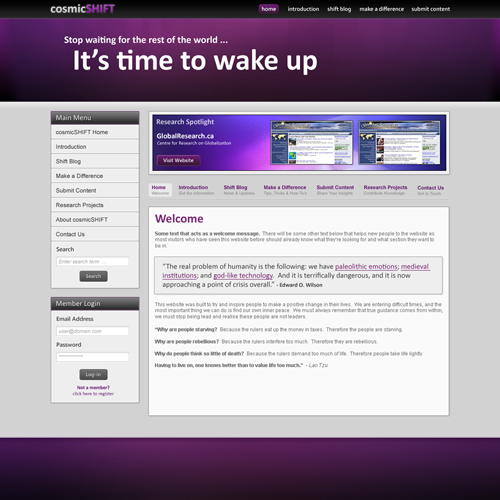 cosmicSHIFT
home introduction shift blog make a difference submit content
Stop waiting for the rest of the world ...
It's time to wake up
Main Menu
cosmicSHIFT Home
Introduction
Shift Blog
Make a Difference
Submit Content
Research Projects
About cosmicSHIFT
Contact Us
Search
Enter search term ...
Search
Member Login
Email Address
user@domain.com
Password
Log-in
Not a member?
click here to register
Research Spotlight
GlobalResearch.ca
Centre for Research on Globalization
Visit Website
Home Introduction Shift Blog Make a Difference Submit Content Research Projects Contact Us
Welcome Get the Information News & Updates Tips, Tricks & How-To's Share Your Insights Contribute Knowledge Get In Touch
Welcome
Some text that acts as a welcome message. There will be some other text below that helps new people to the website as
most visitors who have seen this website before should already know what they're looking for and what section they want to
be in.
"The real problem of humanity is the following: we have paleolithic emotions; medieval
institutions; and god-like technology. And it is terrifically dangerous, and it is now
approaching a point of crisis overall." - Edward O. Wilson
This website was built to try and inspire people to make a positive change in their lives. We are entering difficult times, and the
most important thing we can do is find our own inner peace. We must always remember that true guidance comes from within,
we must stop being lead and realise these people are not leaders.
"Why are people starving? Because the rulers eat up the money in taxes. Therefore the people are starving.
Why are people rebellious? Because the rulers interfere too much. Therefore they are rebellious.
Why do people think so little of death? Because the rulers demand too much of life. Therefore people take life lightly.
Having to live on, one knows better than to value life too much." - Lao Tzu